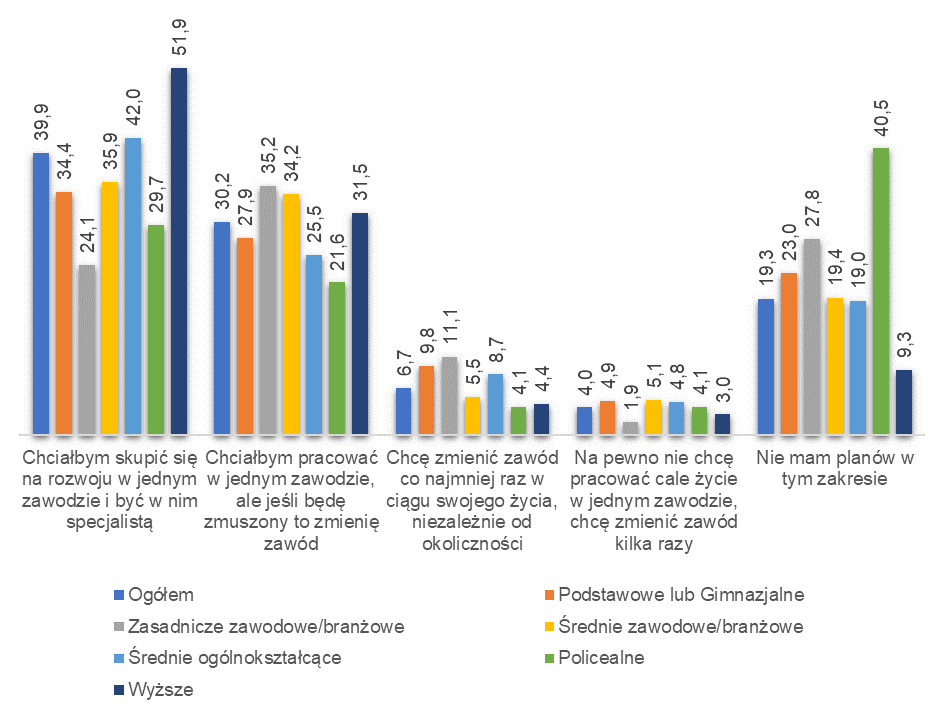 39,9
34,4
24,1
35,9
42,0
29,7
51,9
30,2
27,9
35,2
34,2
25,5
21,6
31,5
6,7
9,8
11,1
5,5
8,7
4,1
4,4
4,0
4,9
1,9
5,1
4,8
4,1
3,0
19,3
23,0
27,8
19,4
19,0
40,5
9,3
Chciałbym skupić się
na rozwoju w jednym
zawodzie i być w nim
specjalistą
Chciałbym pracować
w jednym zawodzie,
ale jeśli będę
zmuszony to zmienię
zawód
Chcę zmienić zawód
co najmniej raz w
ciągu swojego życia,
niezależnie od
okoliczności
Na pewno nie chcę
pracować cale życie
w jednym zawodzie,
chcę zmienić zawód
kilka razy
Nie mam planów w
tym zakresie
Ogółem
Podstawowe lub Gimnazjalne
Zasadnicze zawodowe/branżowe
Średnie zawodowe/branżowe
Średnie ogólnokształcące
Policealne
Wyższe